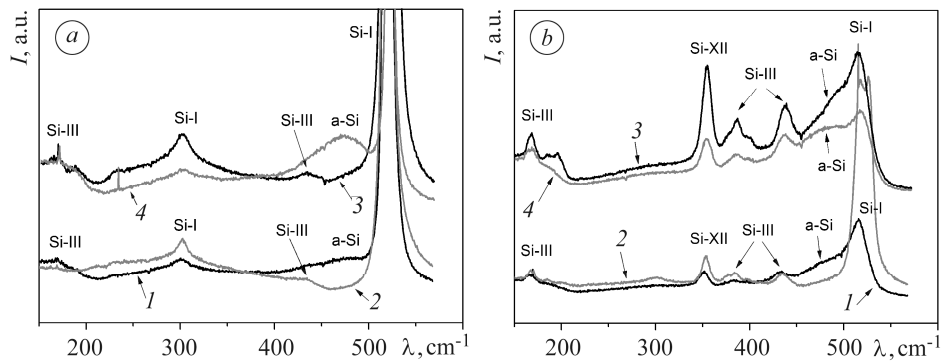 I, a.u.
a
Si-I
Si-III
Si-I
Si-III
a-Si
4
3
Si-III
Si-I
Si-III
a-Si
1
2
200
300
400
500
λ, cm-1
I, a.u.
b
Si-I
Si-XII
a-Si
Si-III
Si-III
3
a-Si
4
Si-I
Si-XII
Si-III
Si-III
a-Si
2
1
200
300
400
500
λ, cm-1